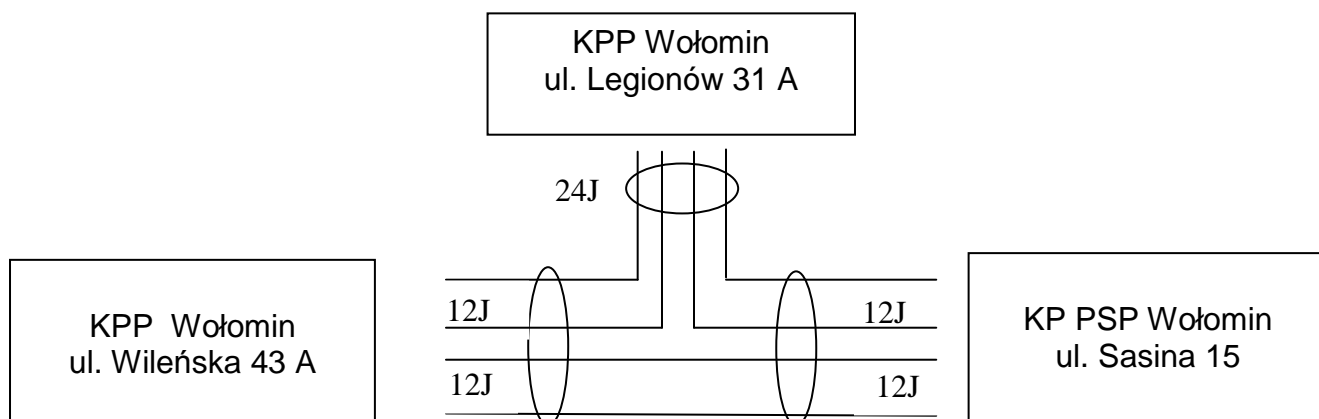 KPP Wołomin
ul. Legionów 31 A
24J
12J
12J
KPP Wołomin
ul. Wileńska 43 A
KP PSP Wołomin
ul. Sasina 15
12J
12J